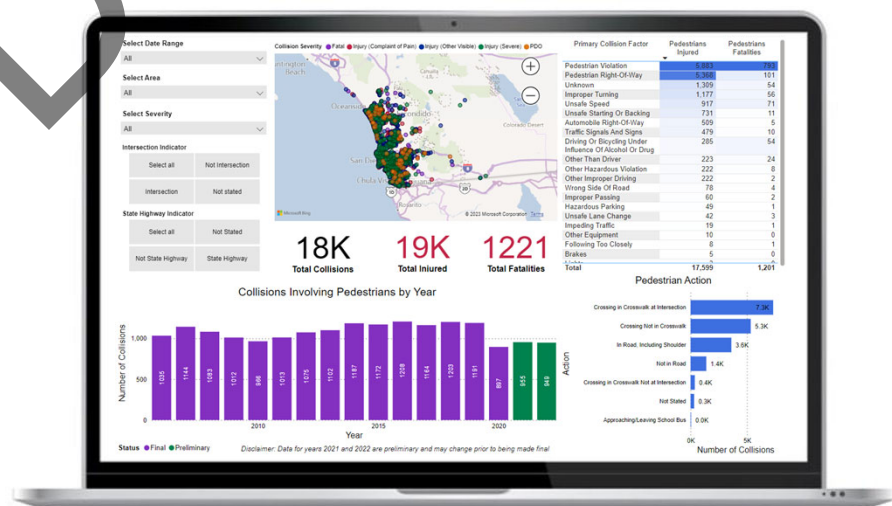 Select Date Range
All
Select Area
All
Select Severity
All
Intersection Indicator
Select all
Not Intersection
Intersection
Not stated
State Highway Indicator
Select all
Not Stated
Not State Highway
State Highway
Collision Severity Fatal Injury (Complaint of Pain) Injury (Other Visible) Injury (Severe) PDO
Beach
Oceanside
Colorado Desert
San Die
Chula Vis
Rosarito
Microsoft Bing
© 2023 Microsoft Corporation Terms
18K
Total Collisions
19K
Total Injured
1221
Total Fatalities
Primary Collision Factor Pedestrians Injured Pedestrians Fatalities
Pedestrian Violation 5,883 793
Pedestrian Right-Of-Way 5,368 101
Unknown 1,309 54
Improper Turning 1,177 56
Unsafe Speed 917 71
Unsafe Starting Or Backing 731 11
Automobile Right-Of-Way 509 5
Traffic Signals And Signs 479 10
Driving Or Bicycling Under 285 54
Influence Of Alcohol Or Drug
Other Than Driver 223 24
Other Hazardous Violation 222 8
Other Improper Driving 222 2
Wrong Side Of Road 78 4
Improper Passing 60 2
Hazardous Parking 49 1
Unsafe Lane Change 42 3
Impeding Traffic 19 1
Other Equipment 10 0
Following Too Closely 8 1
Brakes 5 0
Total 17,599 1,201
Collisions Involving Pedestrians by Year
Number of Collisions
1,000
500
0
1035
1144
1083
1012
966
1013
1075
1102
1187
1172
1208
1164
1203
1191
897
955
949
2010
2015
2020
Year
Status Final Preliminary
Disclaimer: Data for years 2021 and 2022 are preliminary and may change prior to being made final
Pedestrian Action
Action
Crossing in Crosswalk at Intersection 7.3K
Crossing Not in Crosswalk 5.3K
In Road, Including Shoulder 3.6K
Not in Road 1.4K
Crossing in Crosswalk Not at Intersection 0.4K
Not Stated 0.3K
Approaching/Leaving School Bus 0.0K
0K
5K
Number of Collisions